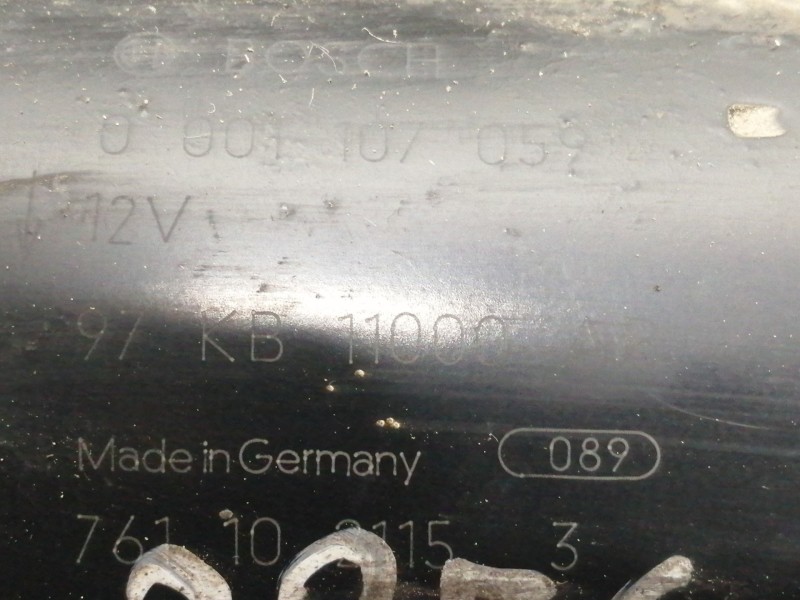 BOSCH
0 001 107 059
12V
97 KB 11000
Made in Germany 089
761 10 2115 3